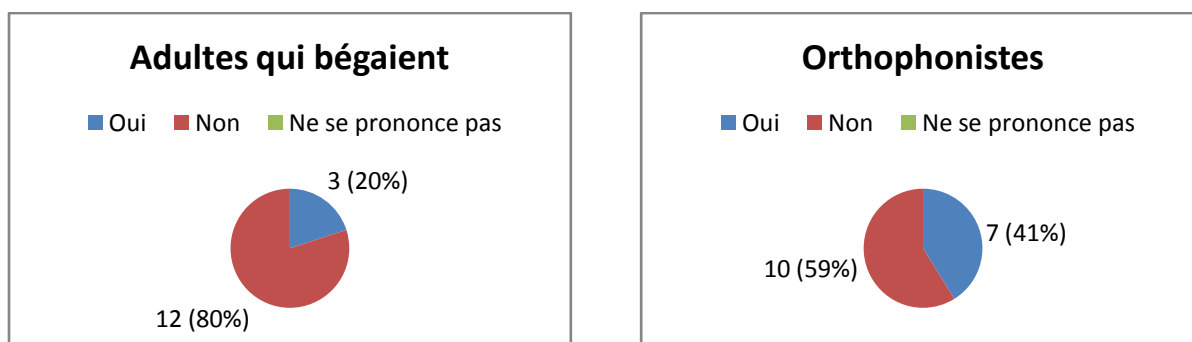 Adultes qui bégaient
Oui Non Ne se prononce pas
3 (20%)
12 (80%)
Orthophonistes
Oui Non Ne se prononce pas
7 (41%)
10 (59%)